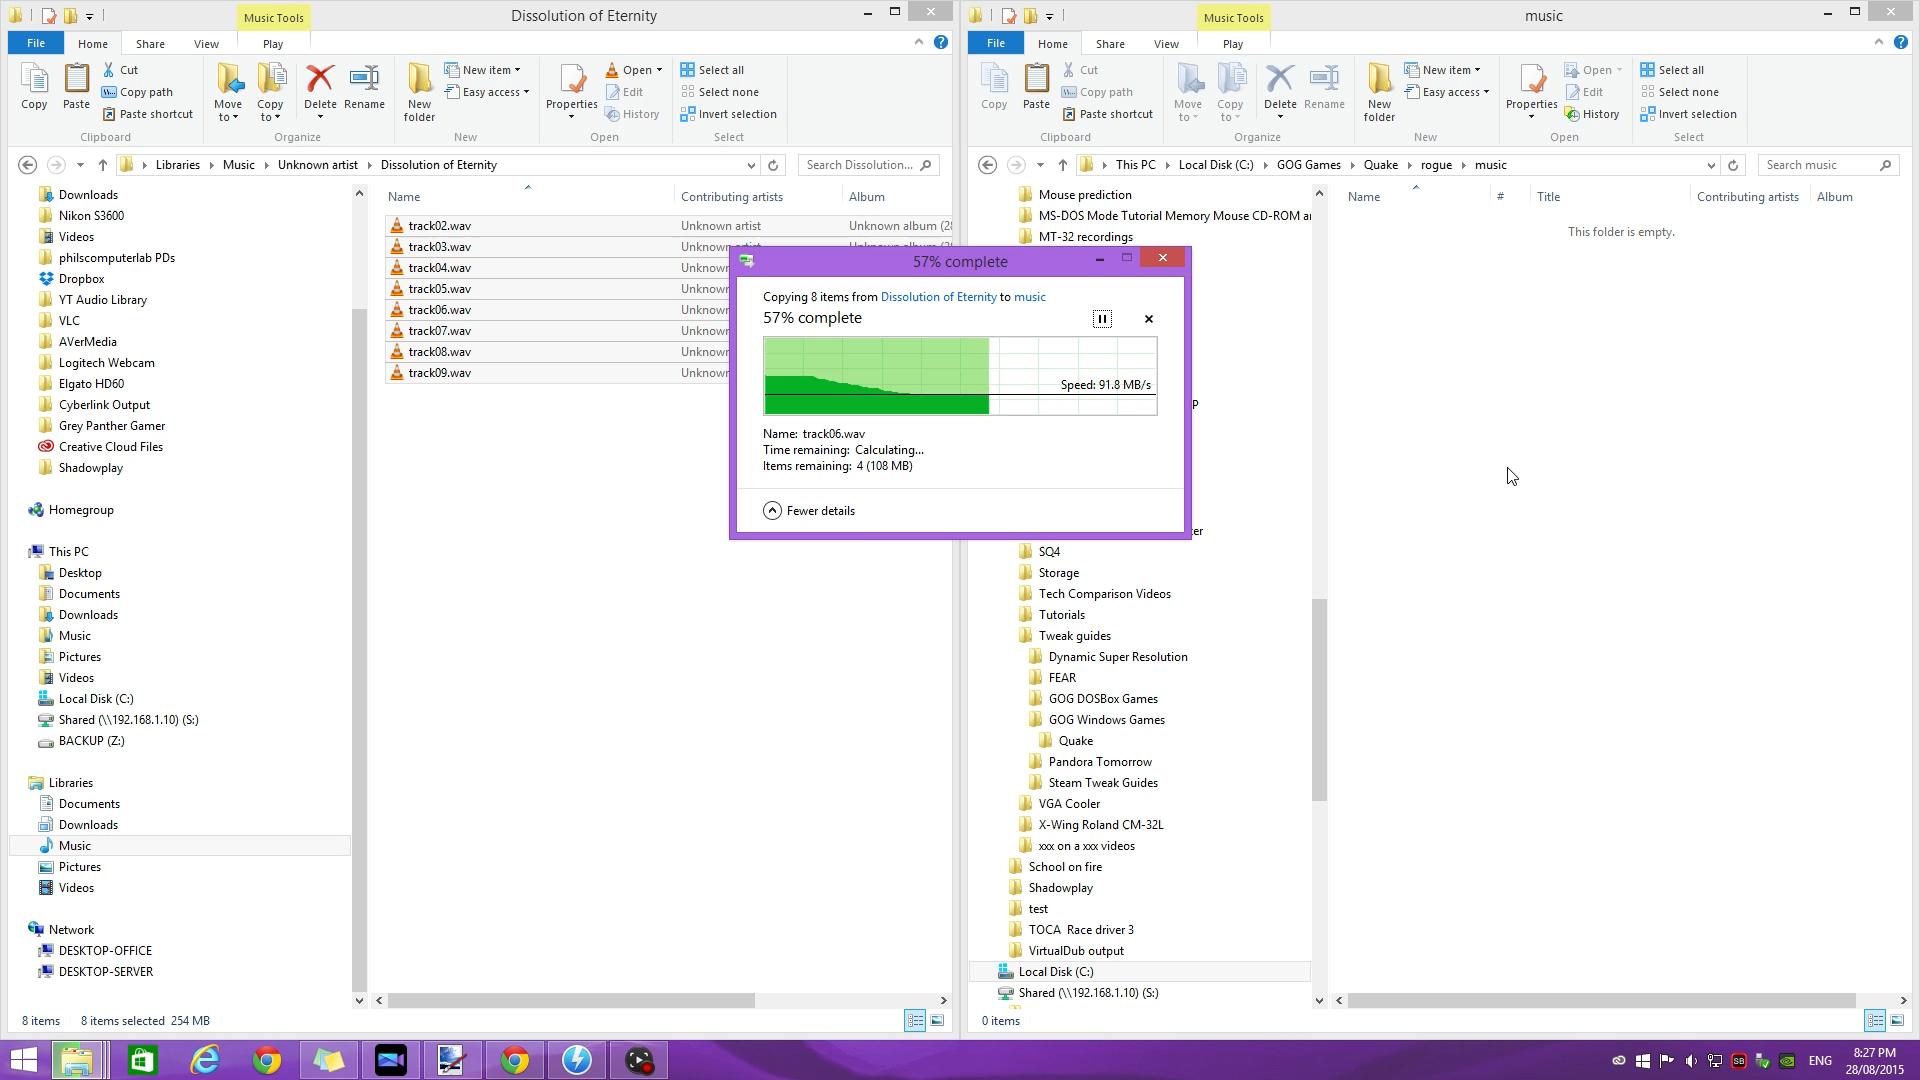 Music Tools
Dissolution of Eternity
File
Home
Share
View
Play
Copy
Paste
Cut
Copy path
Paste shortcut
Clipboard
Move to
Copy to
Delete
Rename
Organize
New folder
New item
Easy access
New
Properties
Open
Edit
History
Open
Select all
Select none
Invert selection
Select
Libraries
Music
Unknown artist
Dissolution of Eternity
Search Dissolution...
Downloads
Nikon S3600
Videos
philscomputerlab PDs
Dropbox
YT Audio Library
VLC
AVerMedia
Logitech Webcam
Elgato HD60
Cyberlink Output
Grey Panther Gamer
Creative Cloud Files
Shadowplay
Homegroup
This PC
Desktop
Documents
Downloads
Music
Pictures
Videos
Local Disk (C:)
Shared (\\192.168.1.10) (S:)
BACKUP (Z:)
Libraries
Documents
Downloads
Music
Pictures
Videos
Network
DESKTOP-OFFICE
DESKTOP-SERVER
Name Contributing artists Album
track02.wav Unknown artist Unknown album (2
track03.wav Unknown
track04.wav Unknown
track05.wav Unknown
track06.wav Unknown
track07.wav Unknown
track08.wav Unknown
track09.wav Unknown
8 items 8 items selected 254 MB
57% complete
Copying 8 items from Dissolution of Eternity to music
57% complete
Speed: 91.8 MB/s
Name: track06.wav
Time remaining: Calculating...
Items remaining: 4 (108 MB)
Fewer details
Music Tools
music
File
Home
Share
View
Play
Copy
Paste
Cut
Copy path
Paste shortcut
Clipboard
Move to
Copy to
Delete
Rename
Organize
New folder
New item
Easy access
New
Properties
Open
Edit
History
Open
Select all
Select none
Invert selection
Select
This PC
Local Disk (C:)
GOG Games
Quake
rogue
music
Search music
Mouse prediction
MS-DOS Mode Tutorial Memory Mouse CD-ROM ar
MT-32 recordings
p
er
SQ4
Storage
Tech Comparison Videos
Tutorials
Tweak guides
Dynamic Super Resolution
FEAR
GOG DOSBox Games
GOG Windows Games
Quake
Pandora Tomorrow
Steam Tweak Guides
VGA Cooler
X-Wing Roland CM-32L
xxx on a xxx videos
School on fire
Shadowplay
test
TOCA Race driver 3
VirtualDub output
Local Disk (C:)
Shared (\\192.168.1.10) (S:)
Name # Title Contributing artists Album
This folder is empty.
0 items
ENG
8:27 PM
28/08/2015